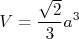 V = \frac{\sqrt{2}}{3}a^3